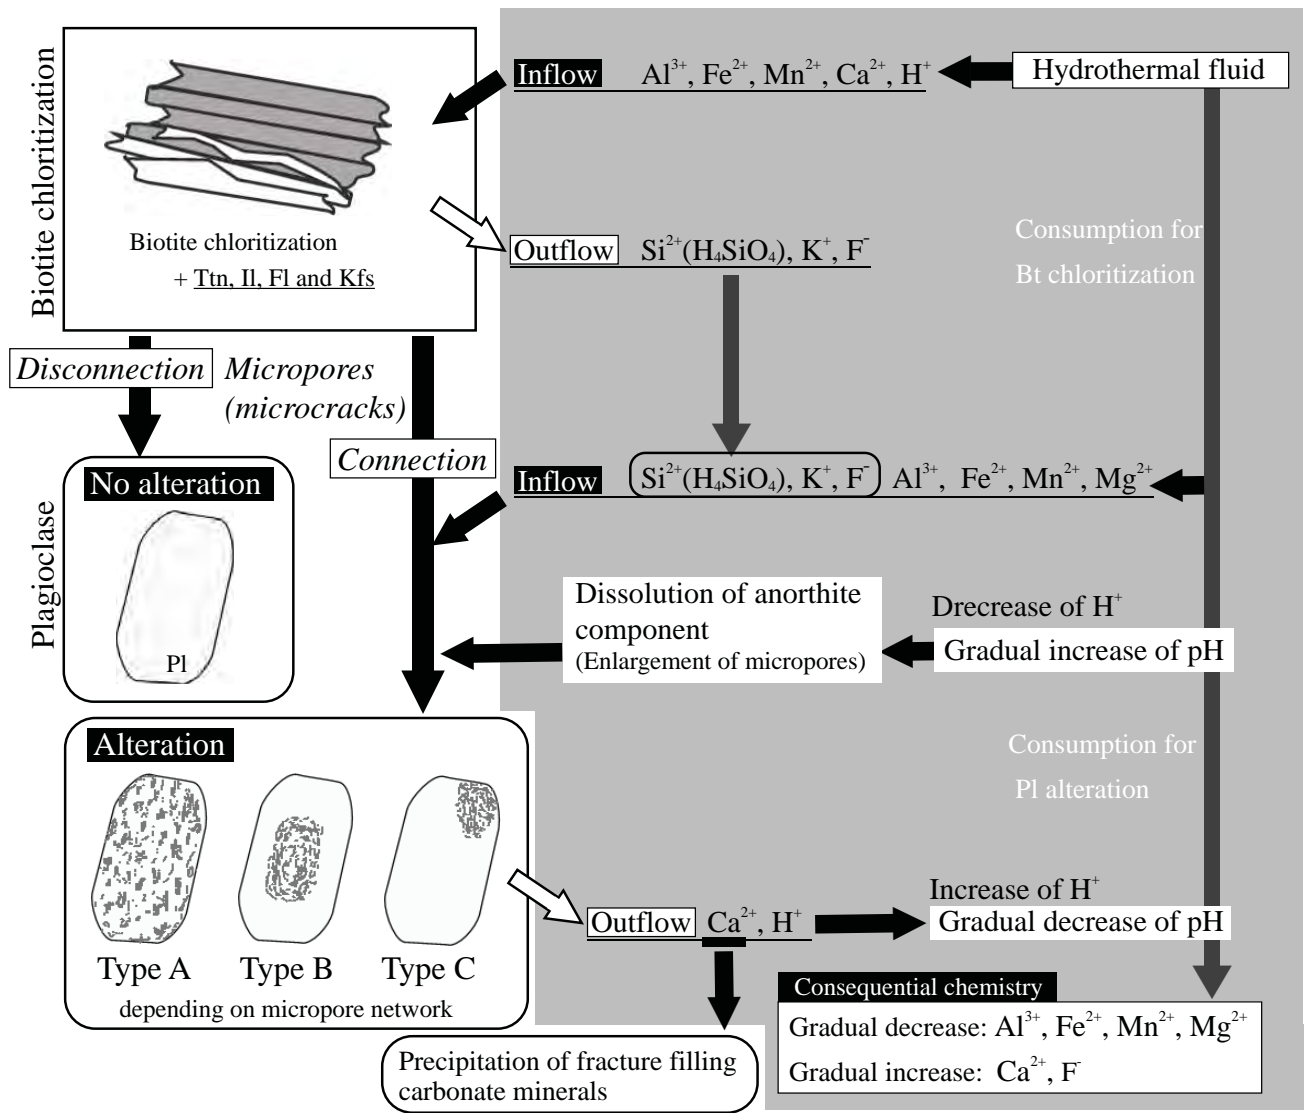 Biotite chloritization
Inflow Al³⁺, Fe²⁺, Mn²⁺, Ca²⁺, H⁺
Hydrothermal fluid
Biotite chloritization
+ Ttn, Il, Fl and Kfs
Outflow Si²⁺(H₄SiO₄), K⁺, F⁻
Consumption for
Bt chloritization
Disconnection
Micropores
(microcracks)
Connection
Plagioclase
No alteration
Pl
Inflow Si²⁺(H₄SiO₄), K⁺, F⁻ Al³⁺, Fe²⁺, Mn²⁺, Mg²⁺
Dissolution of anorthite
component
(Enlargement of micropores)
Drecrease of H⁺
Gradual increase of pH
Consumption for
Pl alteration
Alteration
Type A Type B Type C
depending on micropore network
Outflow Ca²⁺, H⁺
Increase of H⁺
Gradual decrease of pH
Precipitation of fracture filling
carbonate minerals
Consequential chemistry
Gradual decrease: Al³⁺, Fe²⁺, Mn²⁺, Mg²⁺
Gradual increase: Ca²⁺, F⁻